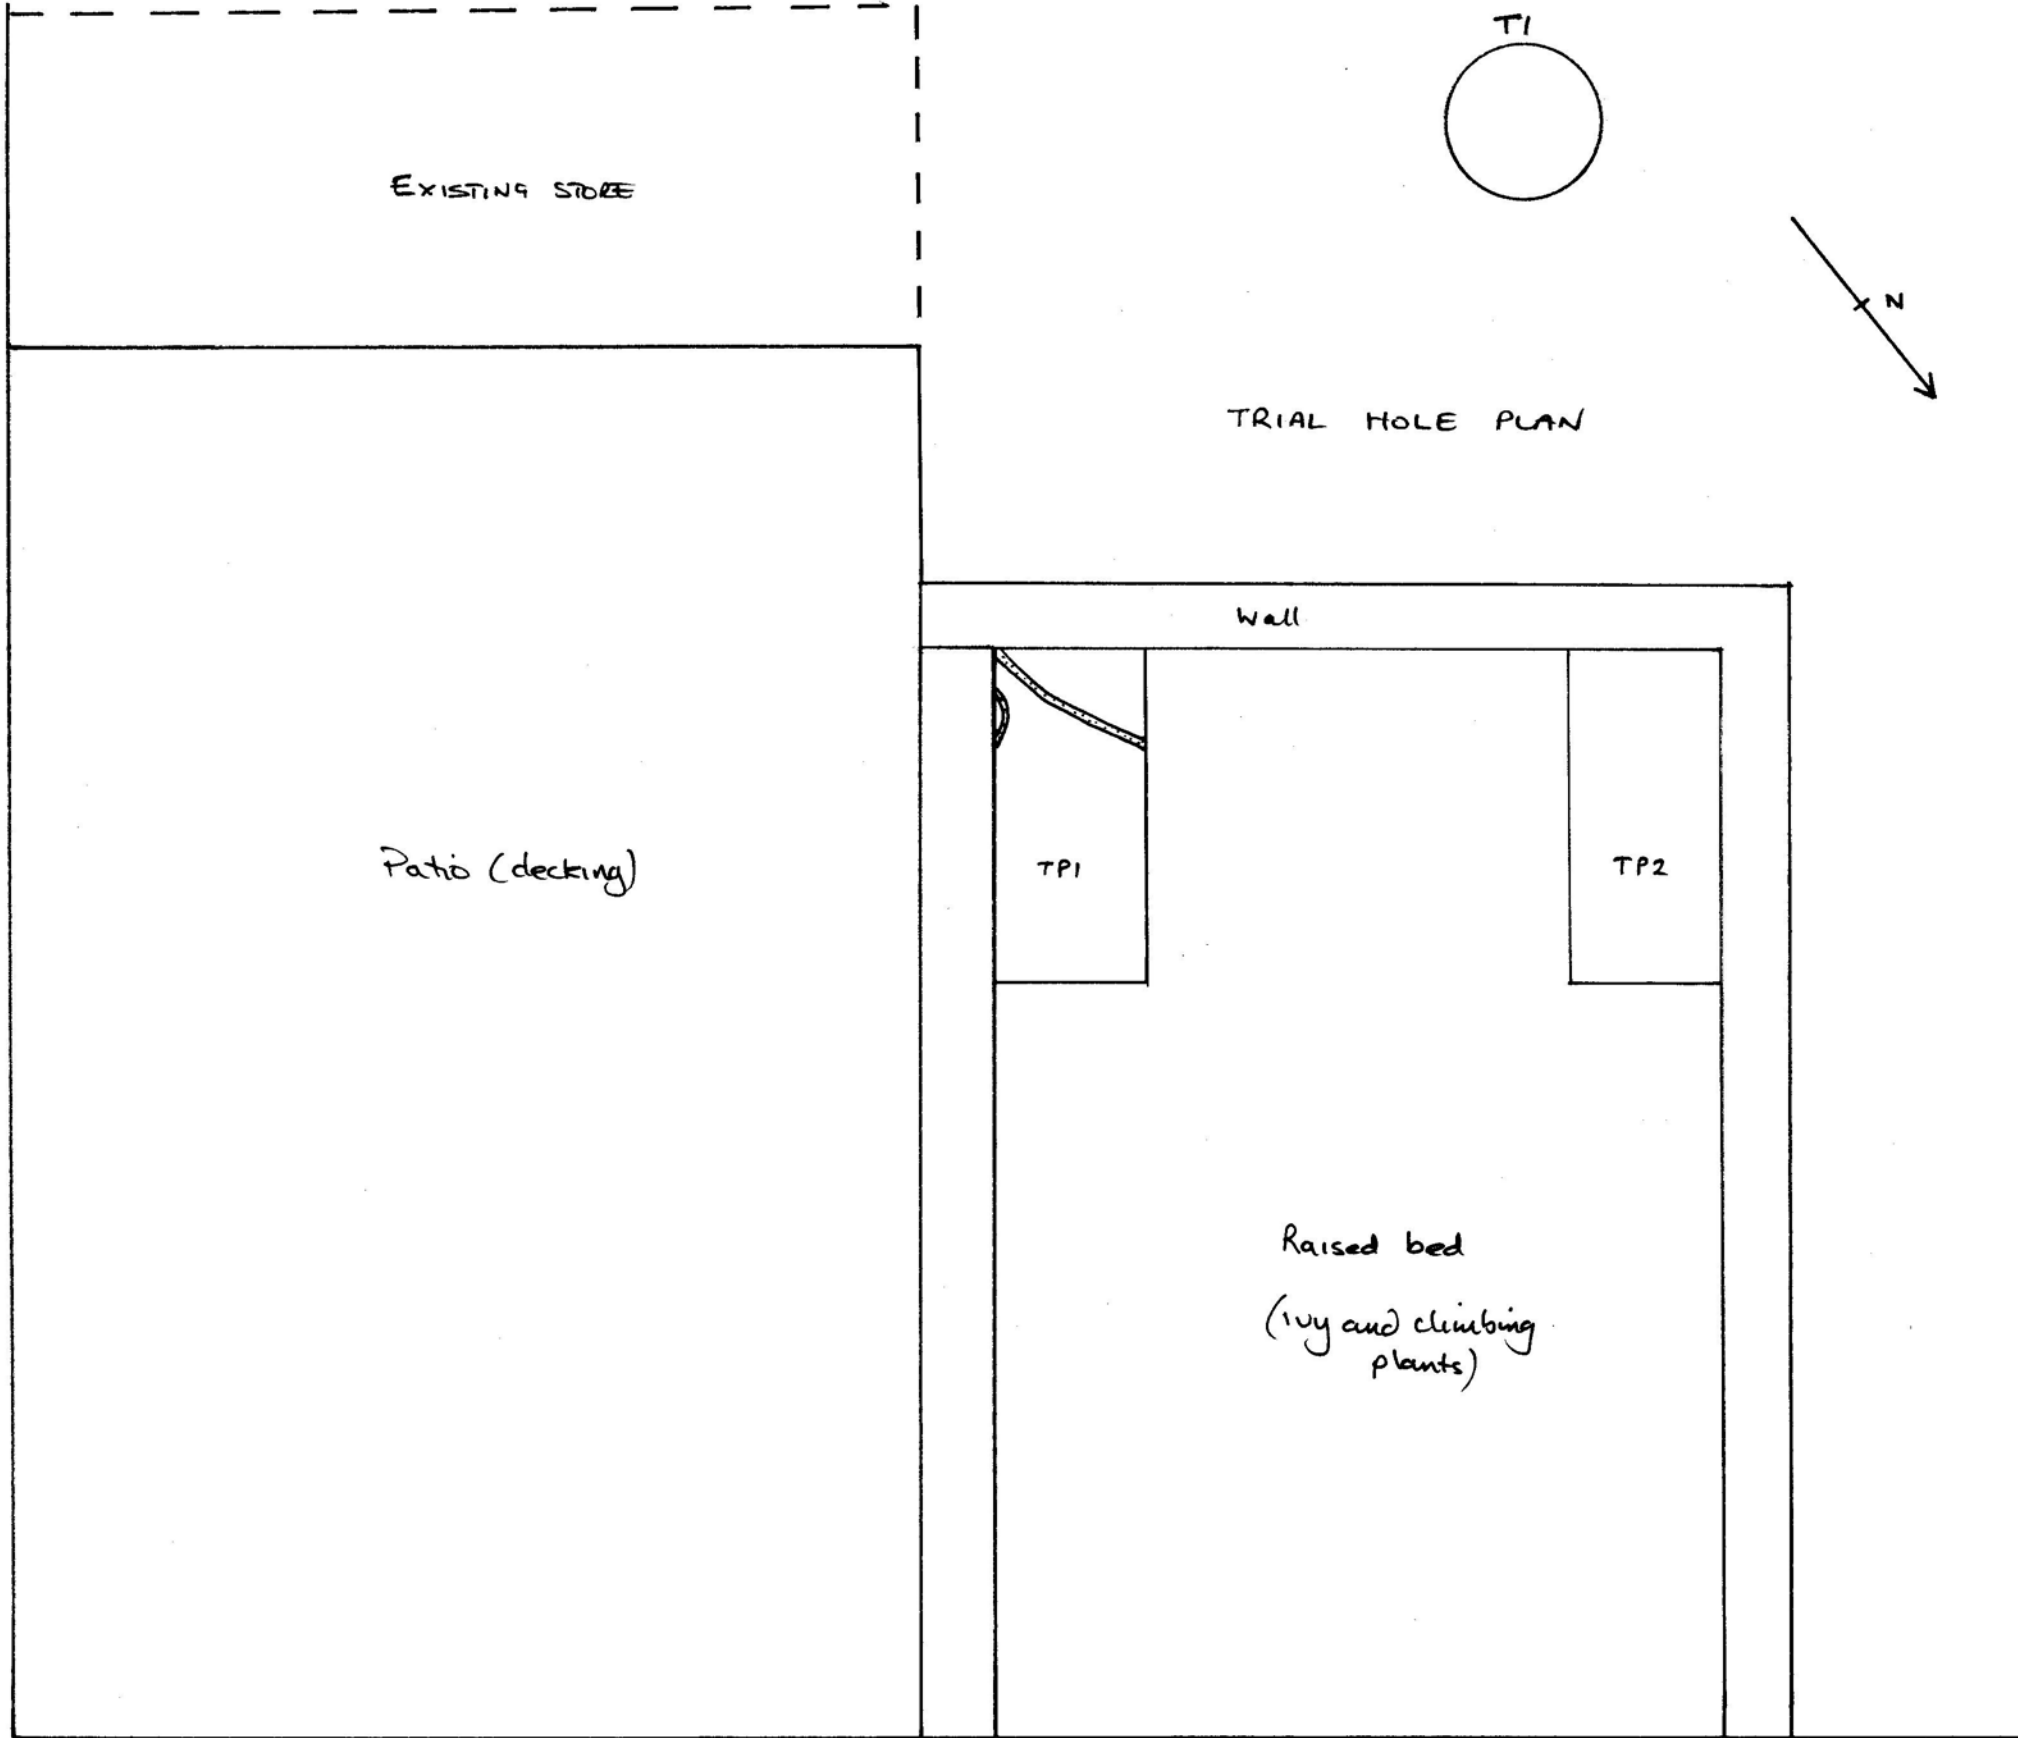 T1
EXISTING STORE
N
TRIAL HOLE PLAN
Wall
Patio (decking)
TP1
TP2
Raised bed
(ivy and climbing
plants)